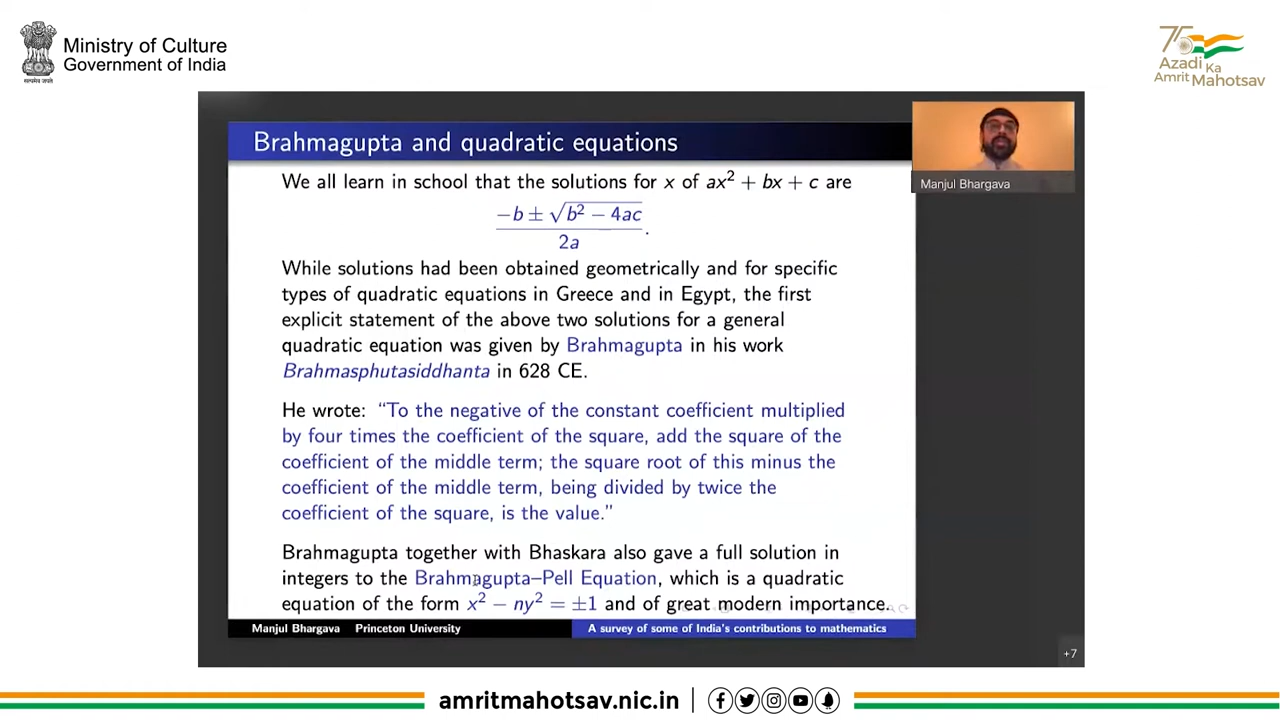 Ministry of Culture
Government of India
75
Azadi Ka
Amrit Mahotsav
Brahmagupta and quadratic equations
We all learn in school that the solutions for x of ax² + bx + c are
−b ± √b² − 4ac
2a .
While solutions had been obtained geometrically and for specific
types of quadratic equations in Greece and in Egypt, the first
explicit statement of the above two solutions for a general
quadratic equation was given by Brahmagupta in his work
Brahmasphutasiddhanta in 628 CE.
He wrote: “To the negative of the constant coefficient multiplied
by four times the coefficient of the square, add the square of the
coefficient of the middle term; the square root of this minus the
coefficient of the middle term, being divided by twice the
coefficient of the square, is the value.”
Brahmagupta together with Bhaskara also gave a full solution in
integers to the Brahmagupta–Pell Equation, which is a quadratic
equation of the form x² − ny² = ±1 and of great modern importance.
Manjul Bhargava Princeton University
A survey of some of India's contributions to mathematics
Manjul Bhargava
+7
amritmahotsav.nic.in